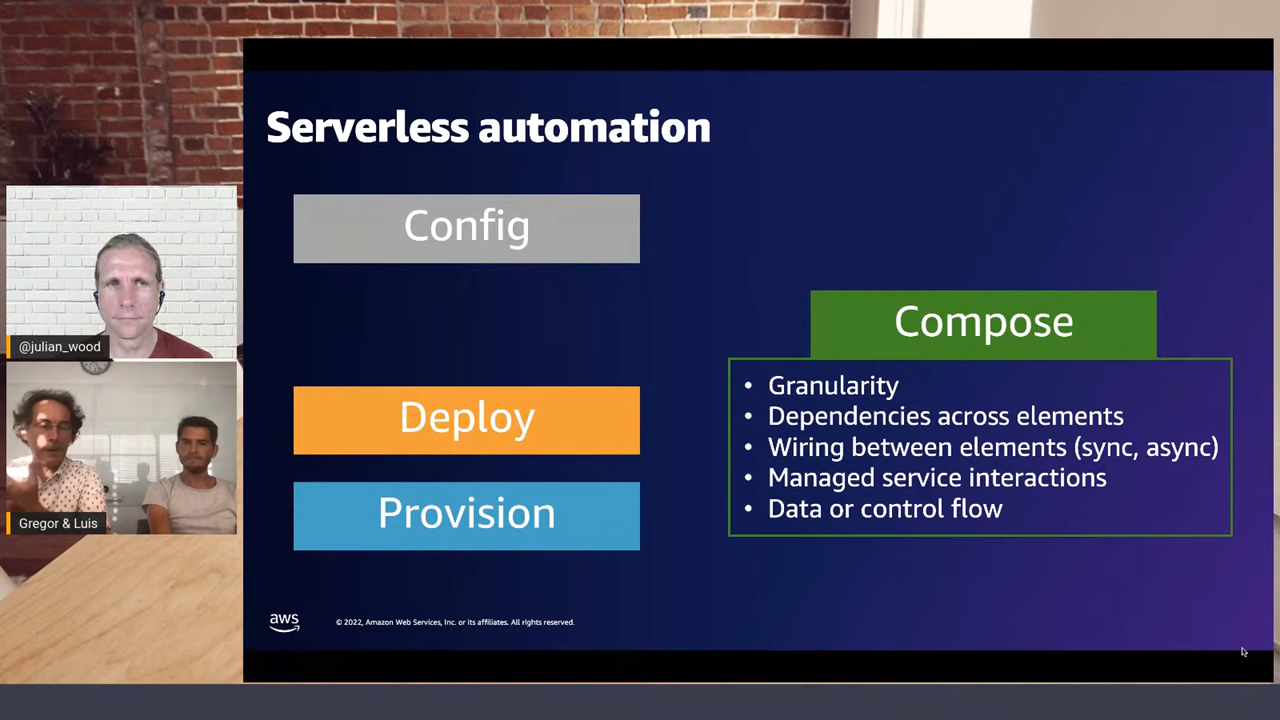 Serverless automation
Config
Deploy
Provision
Compose
• Granularity
• Dependencies across elements
• Wiring between elements (sync, async)
• Managed service interactions
• Data or control flow
@julian_wood
Gregor & Luis
aws
© 2022, Amazon Web Services, Inc. or its affiliates. All rights reserved.